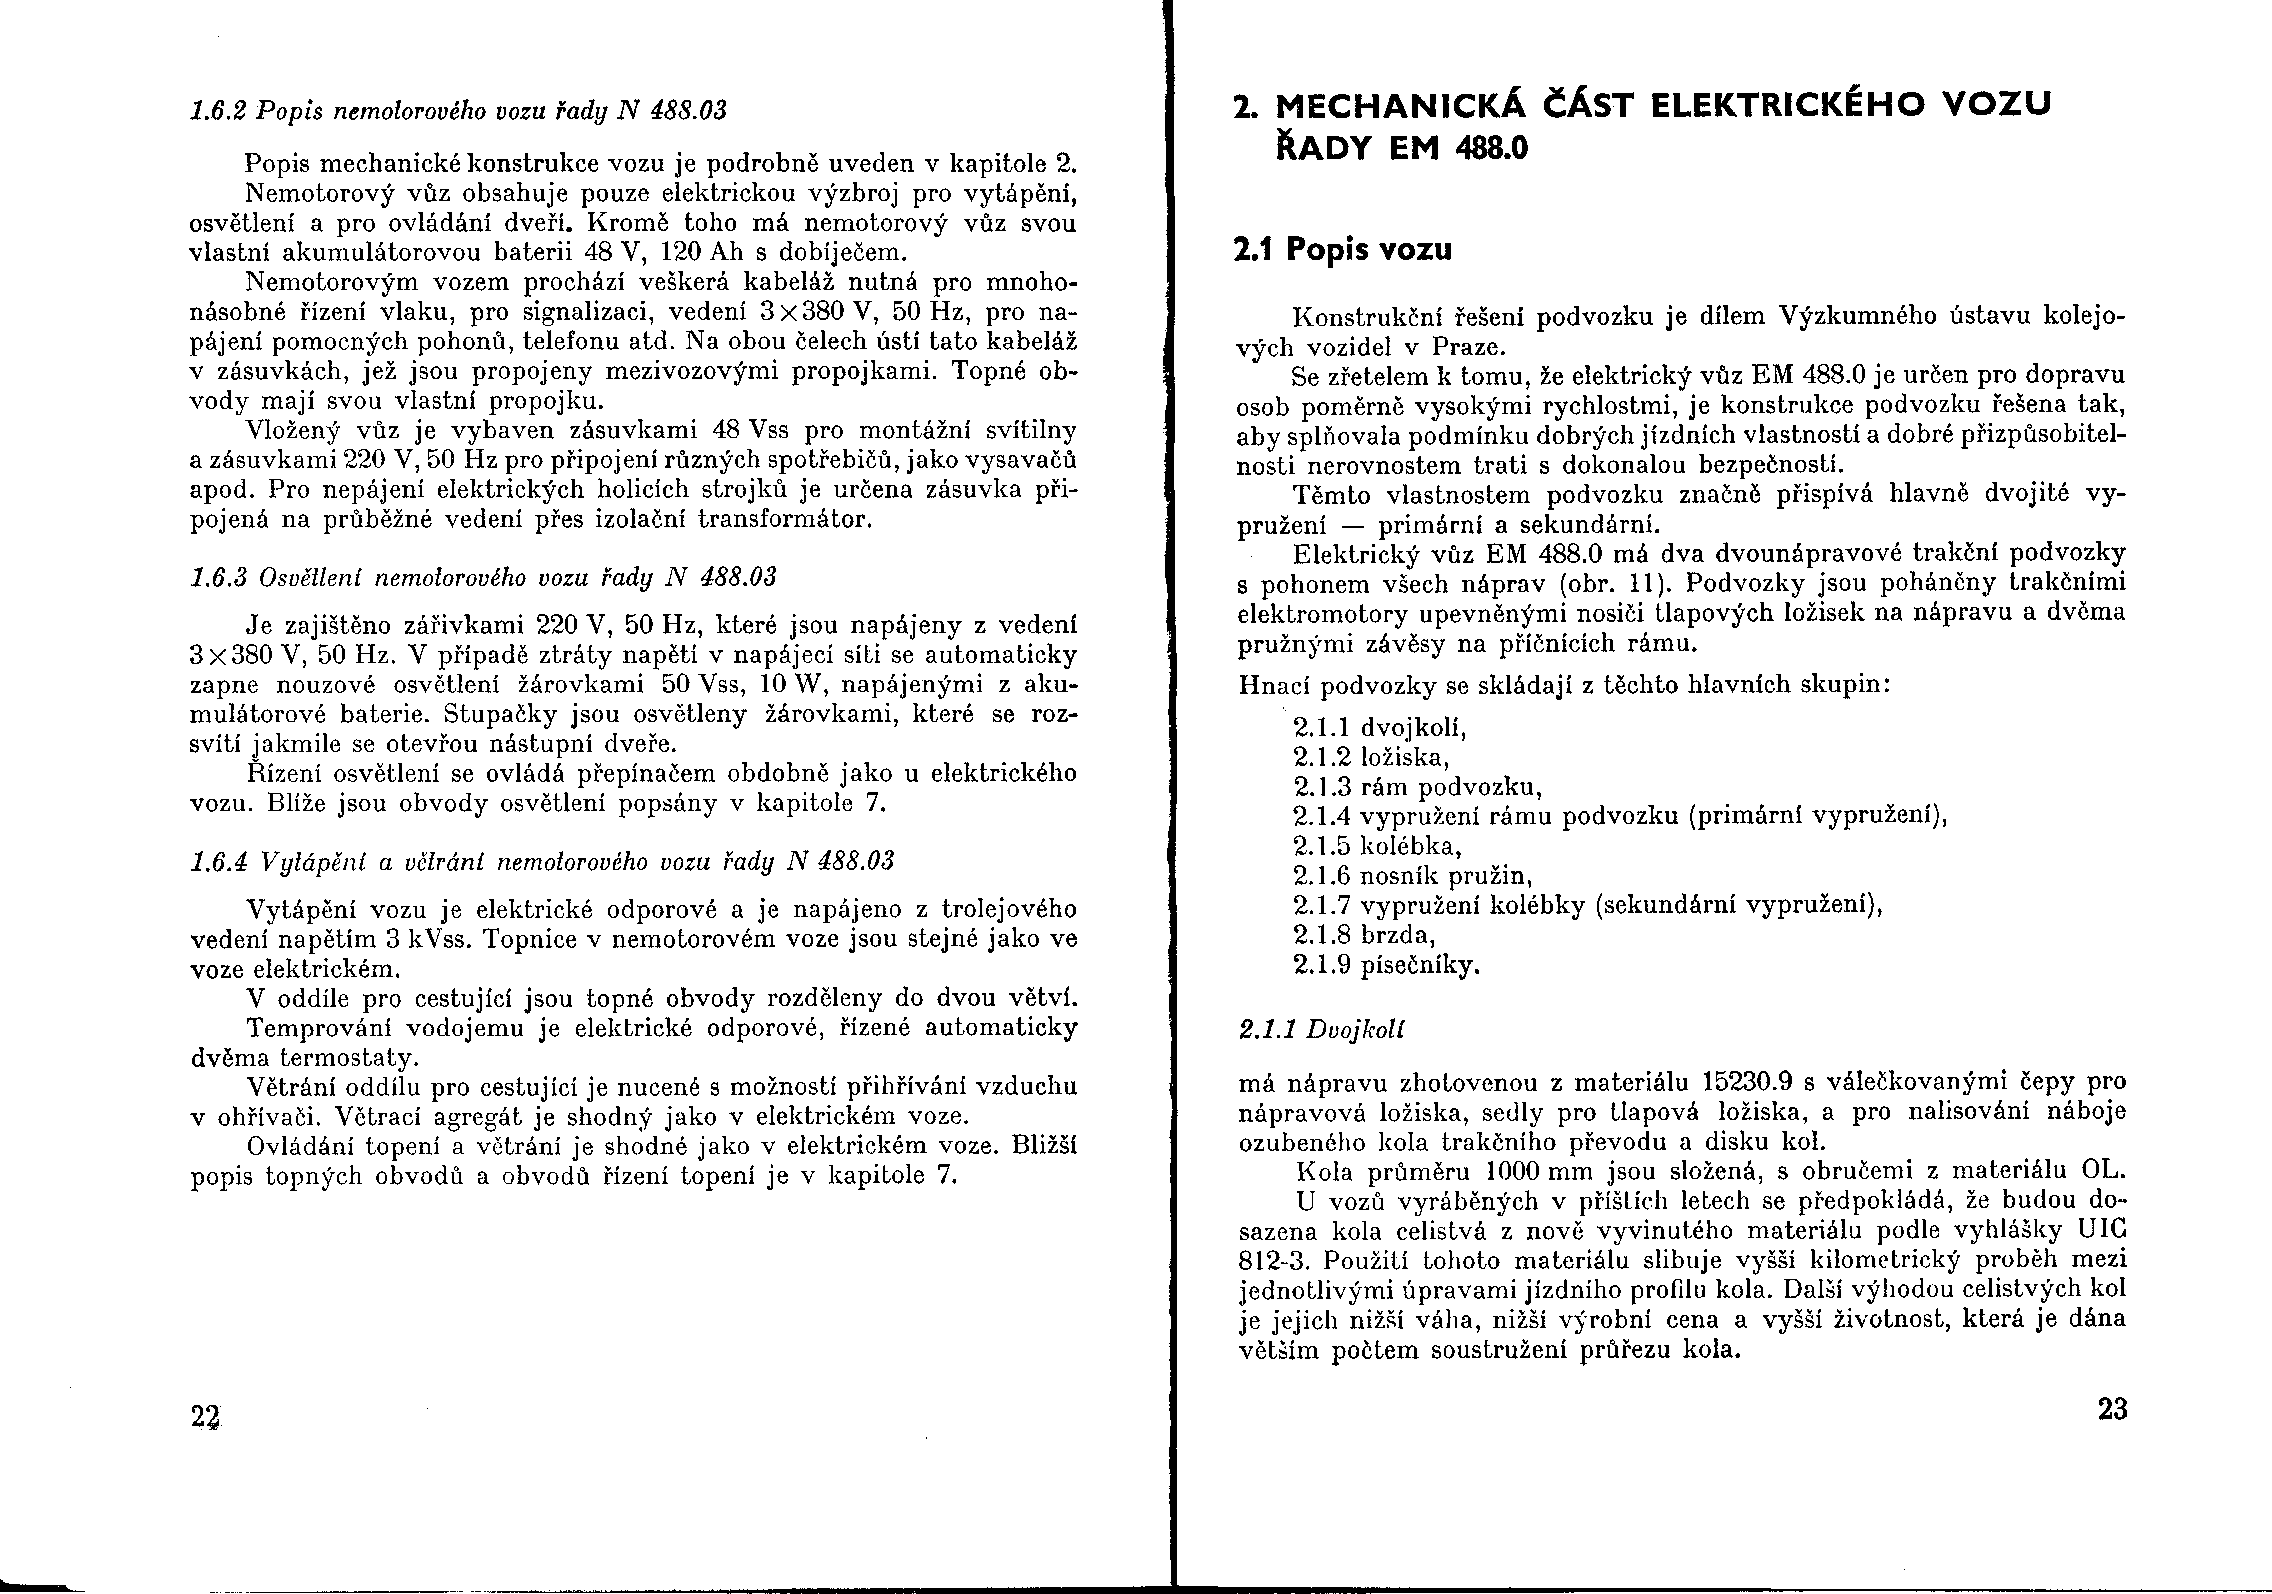 1.6.2 Popis nemotorového vozu řady N 488.03
Popis mechanické konstrukce vozu je podrobně uveden v kapitole 2.
Nemotorový vůz obsahuje pouze elektrickou výzbroj pro vytápění,
osvětlení a pro ovládání dveří. Kromě toho má nemotorový vůz svou
vlastní akumulátorovou baterii 48 V, 120 Ah s dobíječem.
Nemotorovým vozem prochází veškerá kabeláž nutná pro mnoho-
násobné řízení vlaku, pro signalizaci, vedení 3×380 V, 50 Hz, pro na-
pájení pomocných pohonů, telefonu atd. Na obou čelech ústí tato kabeláž
v zásuvkách, jež jsou propojeny mezivozovými propojkami. Topné ob-
vody mají svou vlastní propojku.
Vložený vůz je vybaven zásuvkami 48 Vss pro montážní svítilny
a zásuvkami 220 V, 50 Hz pro připojení různých spotřebičů, jako vysavačů
apod. Pro nepájení elektrických holicích strojků je určena zásuvka při-
pojená na průběžné vedení přes izolační transformátor.
1.6.3 Osvětlení nemotorového vozu řady N 488.03
Je zajištěno zářivkami 220 V, 50 Hz, které jsou napájeny z vedení
3×380 V, 50 Hz. V případě ztráty napětí v napájecí síti se automaticky
zapne nouzové osvětlení žárovkami 50 Vss, 10 W, napájenými z aku-
mulátorové baterie. Stupačky jsou osvětleny žárovkami, které se roz-
svítí jakmile se otevřou nástupní dveře.
Řízení osvětlení se ovládá přepínačem obdobně jako u elektrického
vozu. Blíže jsou obvody osvětlení popsány v kapitole 7.
1.6.4 Vytápění a větrání nemotorového vozu řady N 488.03
Vytápění vozu je elektrické odporové a je napájeno z trolejového
vedení napětím 3 kVss. Topnice v nemotorovém voze jsou stejné jako ve
voze elektrickém.
V oddíle pro cestující jsou topné obvody rozděleny do dvou větví.
Temprování vodojemu je elektrické odporové, řízené automaticky
dvěma termostaty.
Větrání oddílu pro cestující je nucené s možností přihřívání vzduchu
v ohřívači. Větrací agregát je shodný jako v elektrickém voze.
Ovládání topení a větrání je shodné jako v elektrickém voze. Bližší
popis topných obvodů a obvodů řízení topení je v kapitole 7.
22
2. MECHANICKÁ ČÁST ELEKTRICKÉHO VOZU
ŘADY EM 488.0
2.1 Popis vozu
Konstrukční řešení podvozku je dílem Výzkumného ústavu kolejo-
vých vozidel v Praze.
Se zřetelem k tomu, že elektrický vůz EM 488.0 je určen pro dopravu
osob poměrně vysokými rychlostmi, je konstrukce podvozku řešena tak,
aby splňovala podmínku dobrých jízdních vlastností a dobré přizpůsobitel-
nosti nerovnostem trati s dokonalou bezpečností.
Těmto vlastnostem podvozku značně přispívá hlavně dvojité vy-
pružení — primární a sekundární.
Elektrický vůz EM 488.0 má dva dvounápravové trakční podvozky
s pohonem všech náprav (obr. 11). Podvozky jsou poháněny trakčními
elektromotory upevněnými nosiči tlapových ložisek na nápravu a dvěma
pružnými závěsy na příčnících rámu.
Hnací podvozky se skládají z těchto hlavních skupin:
2.1.1 dvojkolí,
2.1.2 ložiska,
2.1.3 rám podvozku,
2.1.4 vypružení rámu podvozku (primární vypružení),
2.1.5 kolébka,
2.1.6 nosník pružin,
2.1.7 vypružení kolébky (sekundární vypružení),
2.1.8 brzda,
2.1.9 písečníky.
2.1.1 Dvojkolí
má nápravu zhotovenou z materiálu 15230.9 s válečkovanými čepy pro
nápravová ložiska, sedly pro tlapová ložiska, a pro nalisování náboje
ozubeného kola trakčního převodu a disku kol.
Kola průměru 1000 mm jsou složená, s obručemi z materiálu OL.
U vozů vyráběných v příštích letech se předpokládá, že budou do-
sazena kola celistvá z nově vyvinutého materiálu podle vyhlášky UIC
812-3. Použití tohoto materiálu slibuje vyšší kilometrický proběh mezi
jednotlivými úpravami jízdního profilu kola. Další výhodou celistvých kol
je jejich nižší váha, nižší výrobní cena a vyšší životnost, která je dána
větším počtem soustružení průřezu kola.
23